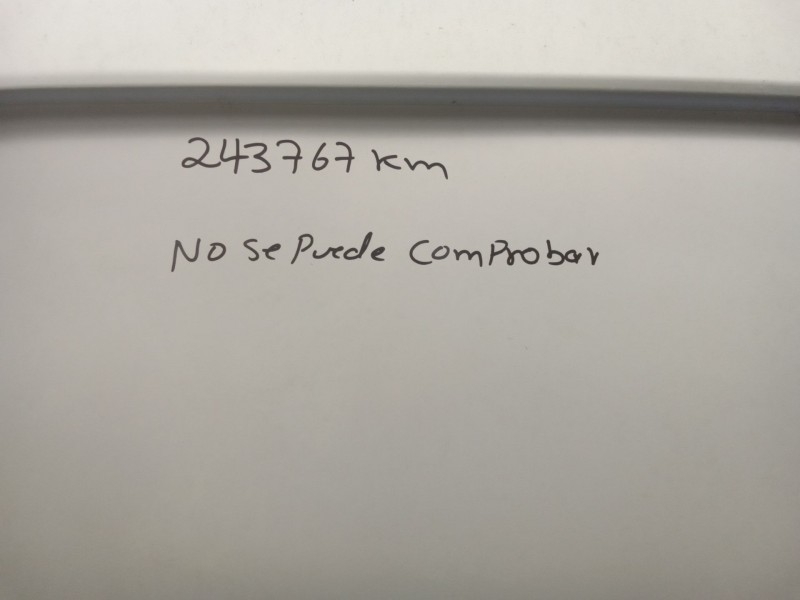 243767 km
No se Puede Comprobar